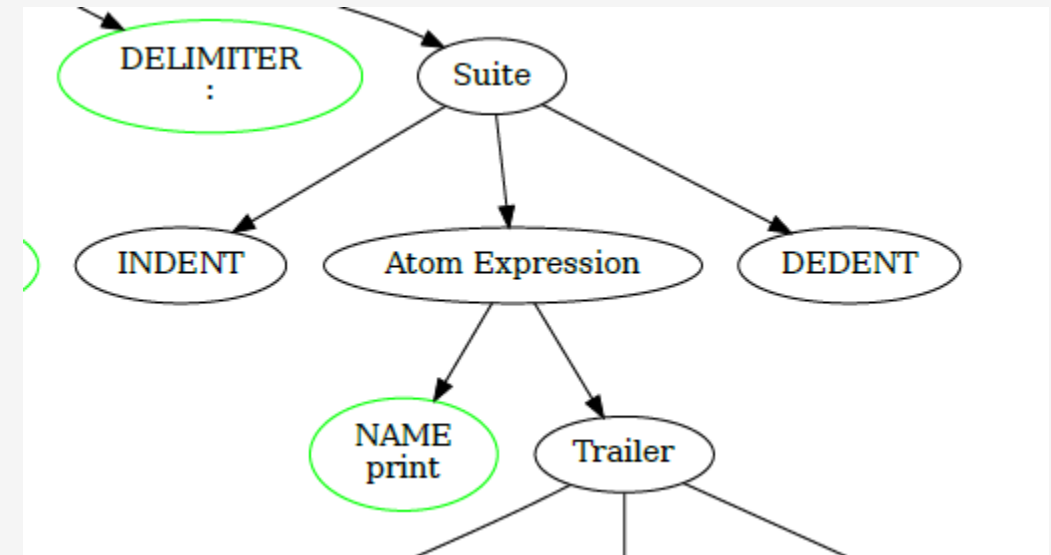 DELIMITER
:
Suite
INDENT
Atom Expression
DEDENT
NAME
print
Trailer